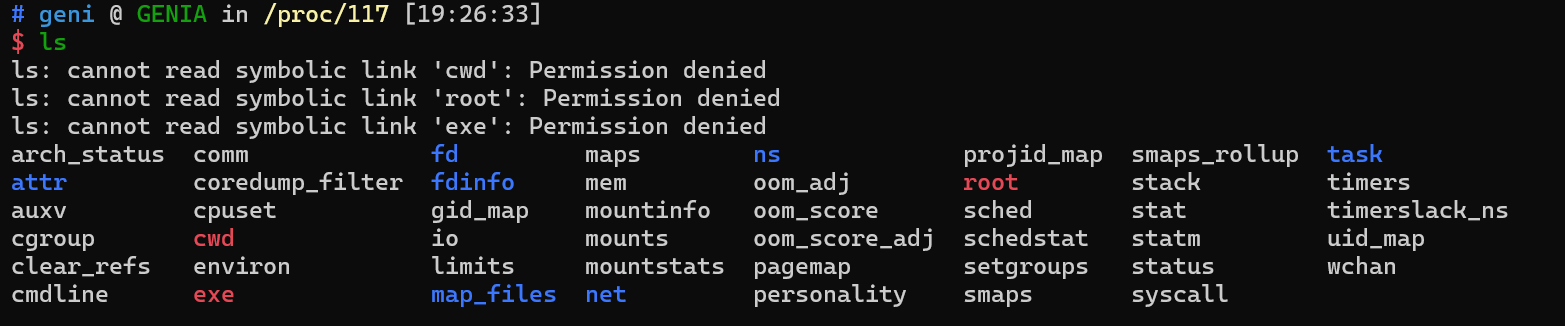 # geni @ GENIA in /proc/117 [19:26:33]
$ ls
ls: cannot read symbolic link 'cwd': Permission denied
ls: cannot read symbolic link 'root': Permission denied
ls: cannot read symbolic link 'exe': Permission denied
arch_status  comm             fd         maps        ns             projid_map  smaps_rollup  task
attr         coredump_filter  fdinfo     mem         oom_adj        root        stack         timers
auxv         cpuset           gid_map    mountinfo   oom_score      sched       stat          timerslack_ns
cgroup       cwd              io         mounts      oom_score_adj  schedstat   statm         uid_map
clear_refs   environ          limits     mountstats  pagemap        setgroups   status        wchan
cmdline      exe              map_files  net         personality    smaps       syscall